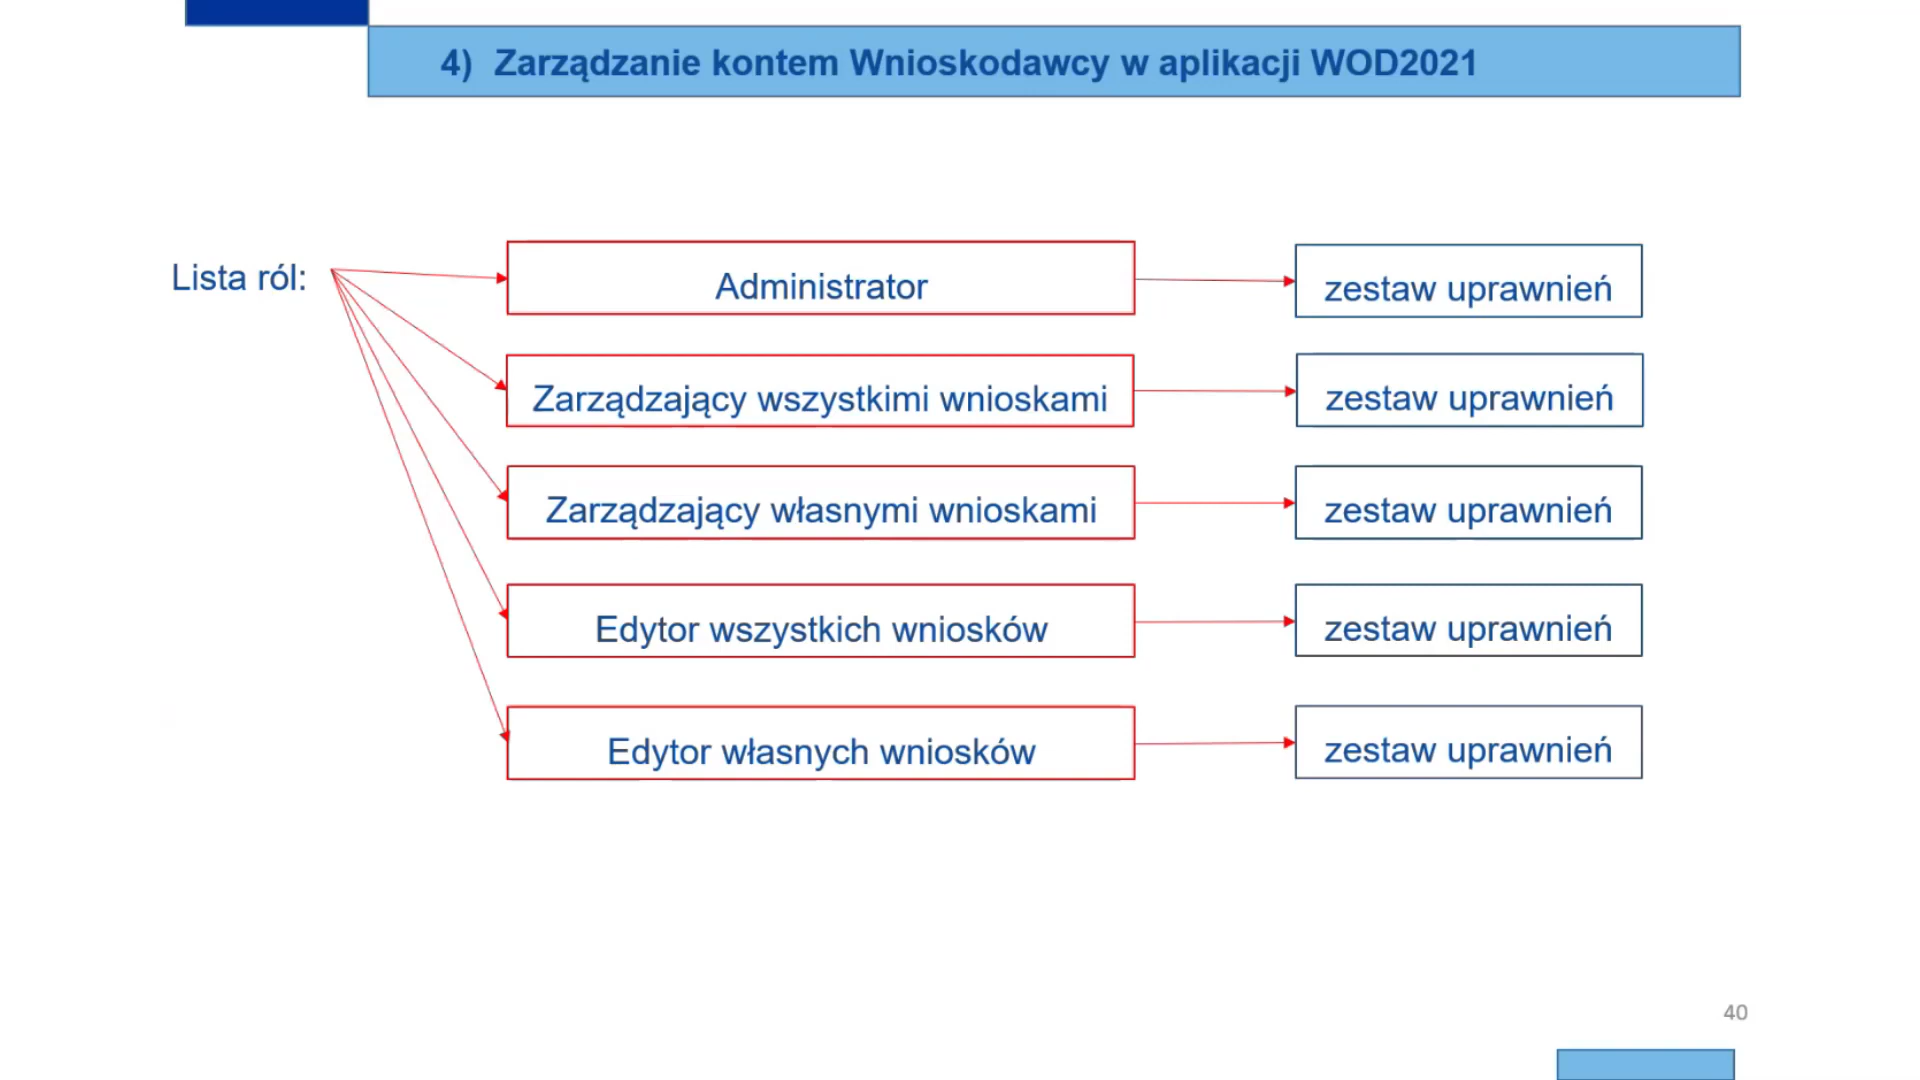 4) Zarządzanie kontem Wnioskodawcy w aplikacji WOD2021
Lista ról:
Administrator
zestaw uprawnień
Zarządzający wszystkimi wnioskami
zestaw uprawnień
Zarządzający własnymi wnioskami
zestaw uprawnień
Edytor wszystkich wniosków
zestaw uprawnień
Edytor własnych wniosków
zestaw uprawnień
40